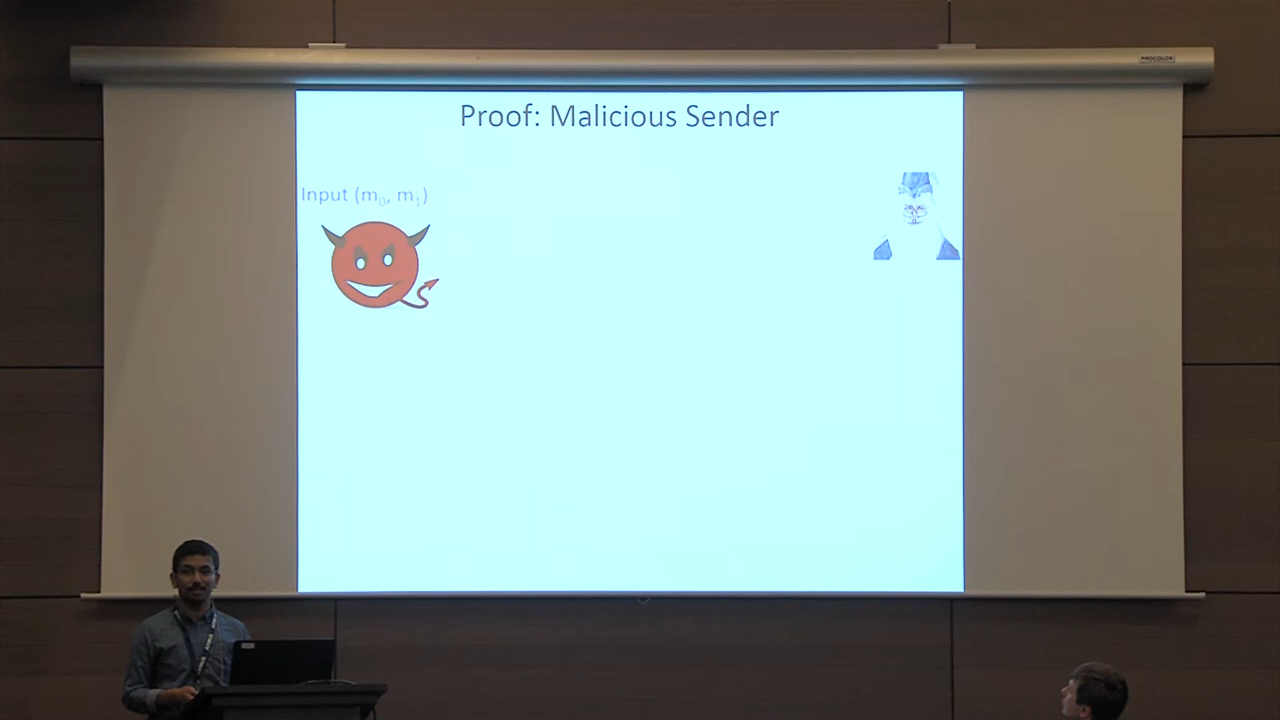 PROCOLOR
Proof: Malicious Sender
Input (m₀, m₁)